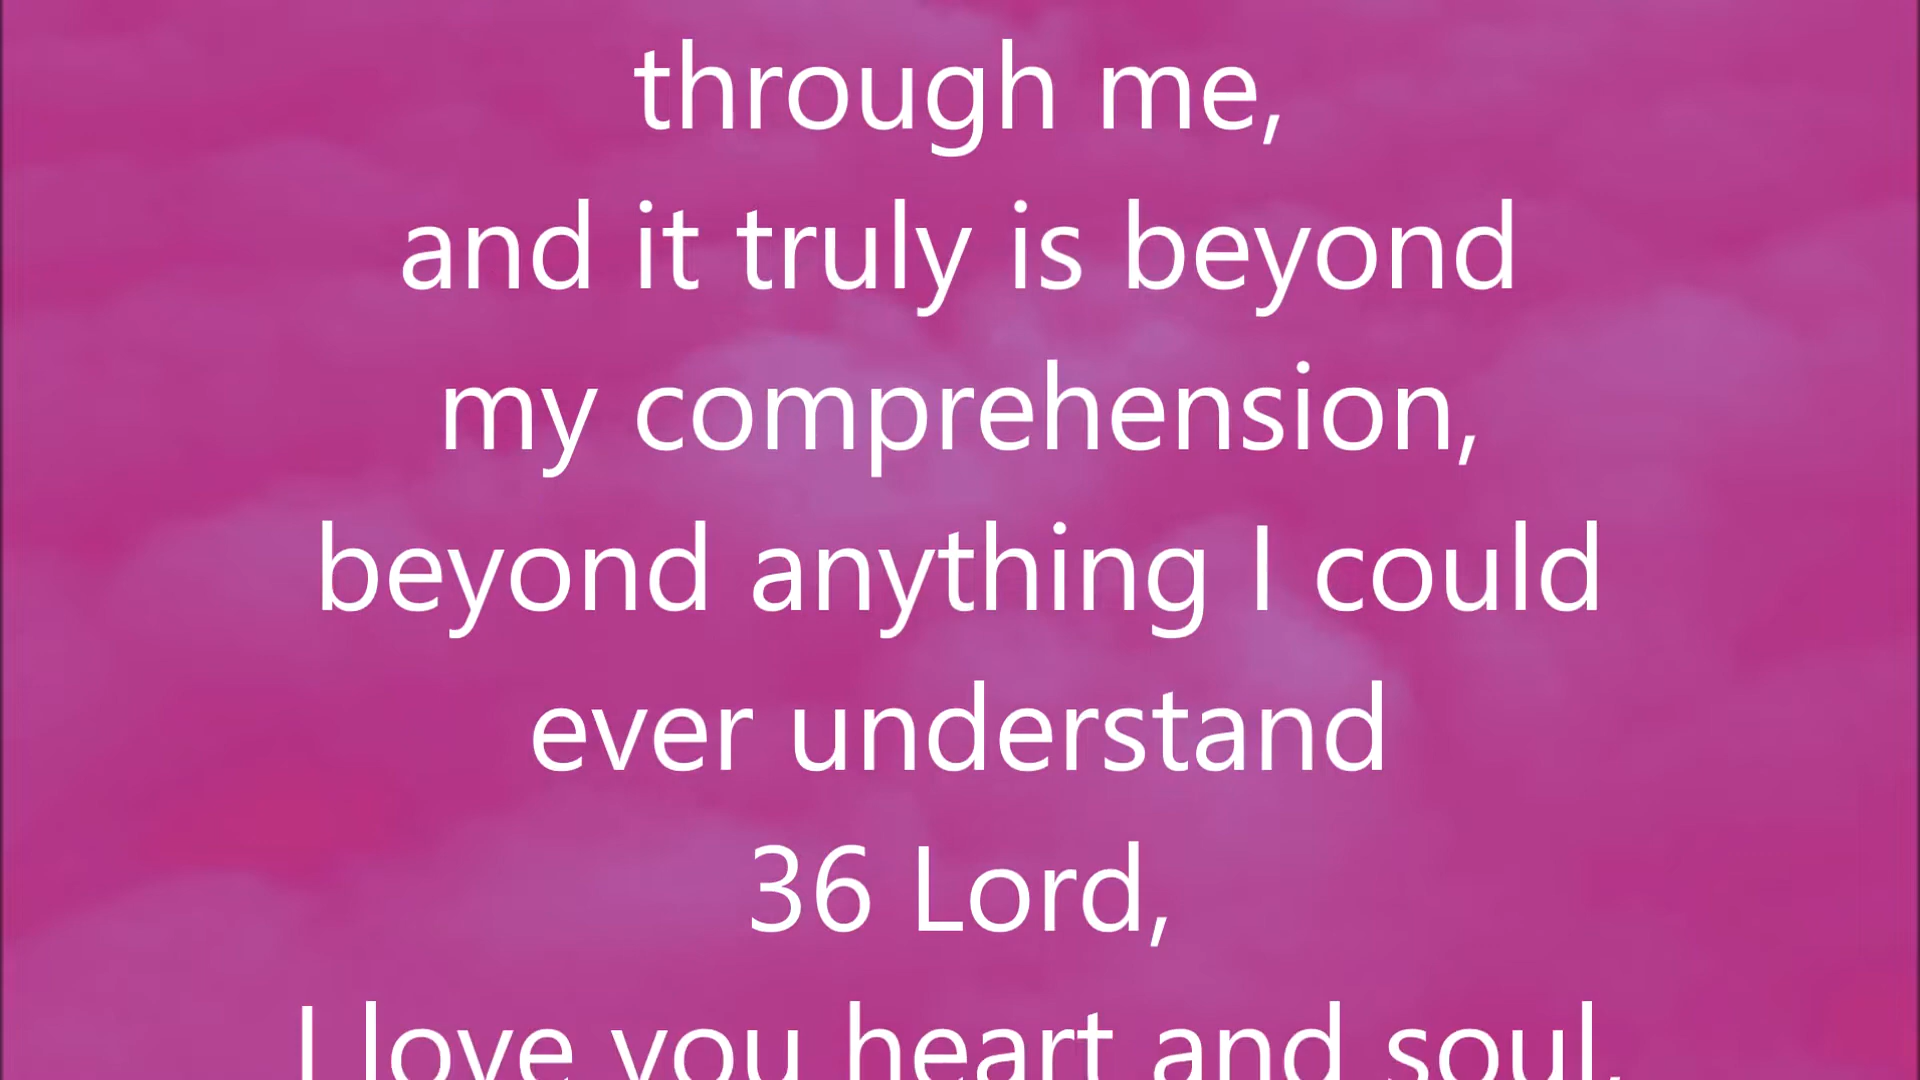 through me,
and it truly is beyond
my comprehension,
beyond anything I could
ever understand
36 Lord,
I love you heart and soul,